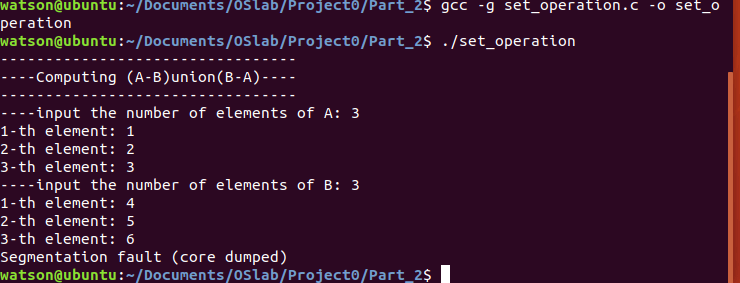 watson@ubuntu:~/Documents/OSlab/Project0/Part_2$ gcc -g set_operation.c -o set_o
peration
watson@ubuntu:~/Documents/OSlab/Project0/Part_2$ ./set_operation
---------------------------------
----Computing (A-B)union(B-A)----
---------------------------------
----input the number of elements of A: 3
1-th element: 1
2-th element: 2
3-th element: 3
----input the number of elements of B: 3
1-th element: 4
2-th element: 5
3-th element: 6
Segmentation fault (core dumped)
watson@ubuntu:~/Documents/OSlab/Project0/Part_2$